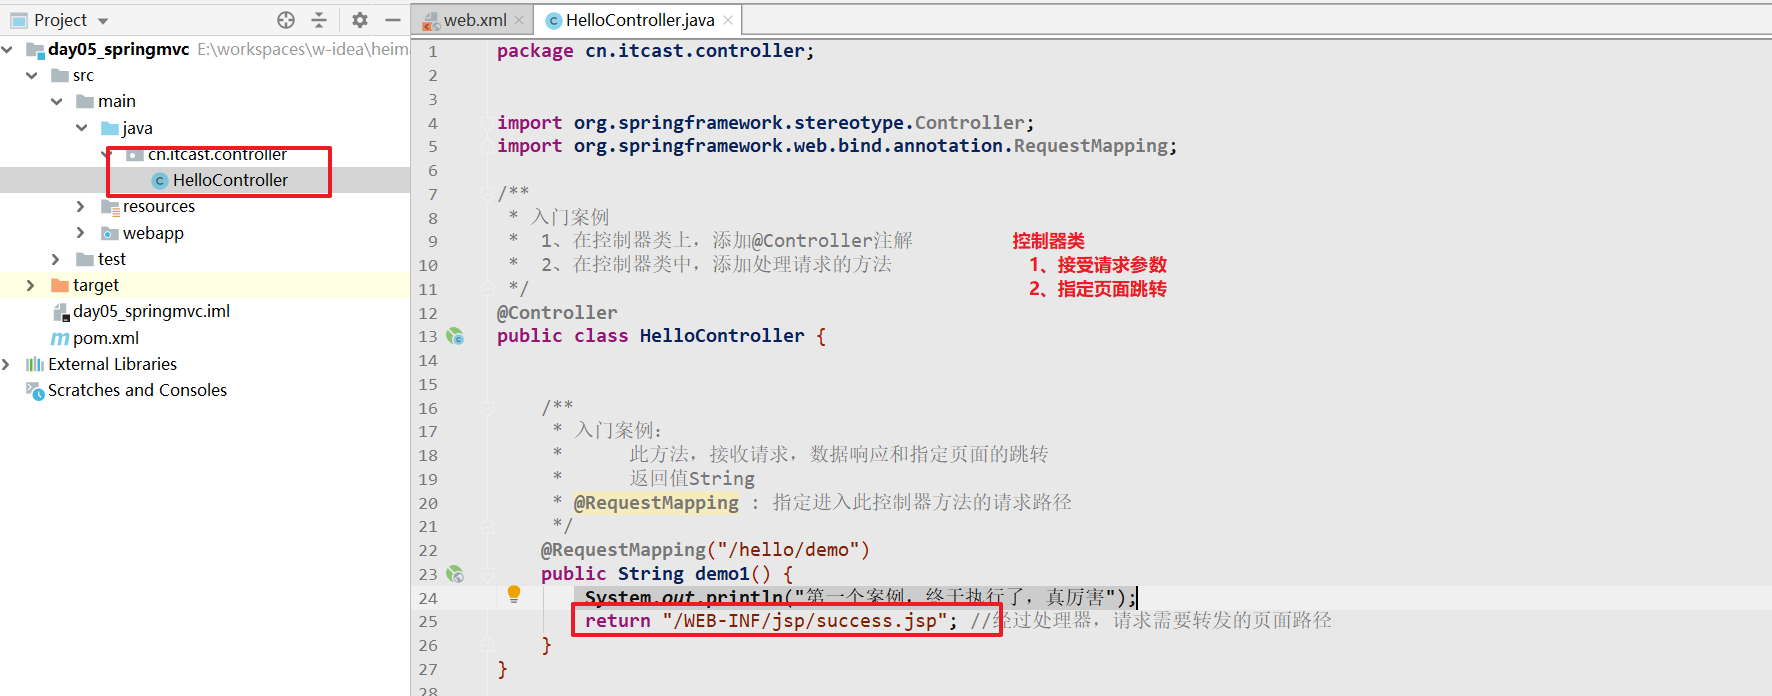 Project
day05_springmvc E:\workspaces\w-idea\heim
src
main
java
cn.itcast.controller
HelloController
resources
webapp
test
target
day05_springmvc.iml
pom.xml
External Libraries
Scratches and Consoles
web.xml
HelloController.java
1 package cn.itcast.controller;
2
3
4 import org.springframework.stereotype.Controller;
5 import org.springframework.web.bind.annotation.RequestMapping;
6
7 /**
8 * 入门案例
9 * 1、在控制器类上，添加@Controller注解 控制器类
10 * 2、在控制器类中，添加处理请求的方法 1、接受请求参数
11 */ 2、指定页面跳转
12 @Controller
13 public class HelloController {
14
15
16 /**
17 * 入门案例：
18 * 此方法，接收请求，数据响应和指定页面的跳转
19 * 返回值String
20 * @RequestMapping : 指定进入此控制器方法的请求路径
21 */
22 @RequestMapping("/hello/demo")
23 public String demo1() {
24 System.out.println("第一个案例，终于执行了，真厉害");
25 return "/WEB-INF/jsp/success.jsp"; //经过处理器，请求需要转发的页面路径
26 }
27 }
28